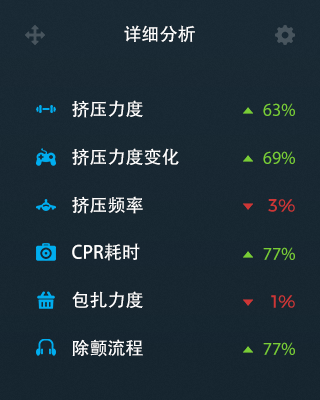 详细分析
挤压力度 63%
挤压力度变化 69%
挤压频率 3%
CPR耗时 77%
包扎力度 1%
除颤流程 77%